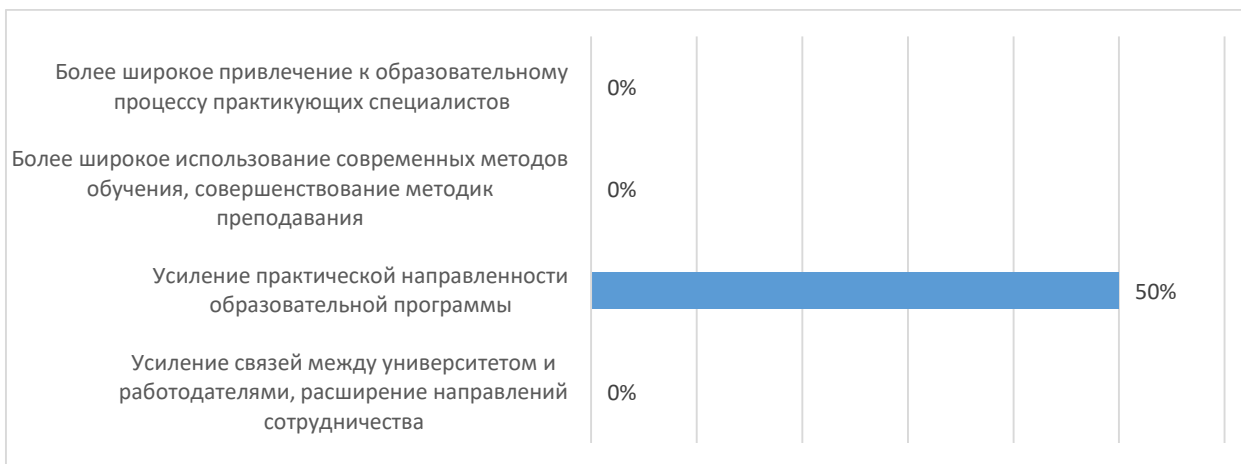 Более широкое привлечение к образовательному
процессу практикующих специалистов
0%
Более широкое использование современных методов
обучения, совершенствование методик
преподавания
0%
Усиление практической направленности
образовательной программы
50%
Усиление связей между университетом и
работодателями, расширение направлений
сотрудничества
0%